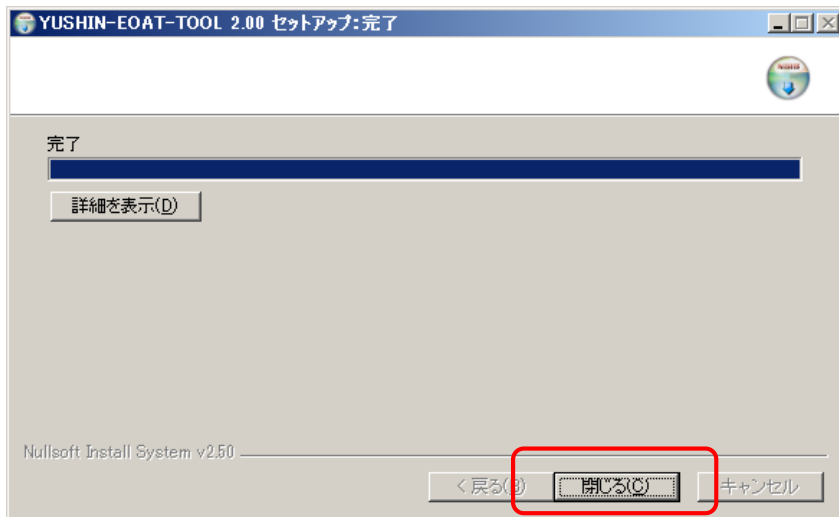 YUSHIN-EOAT-TOOL 2.00 セットアップ:完了
完了
詳細を表示(D)
Nullsoft Install System v2.50
< 戻る(B) 閉じる(C) キャンセル